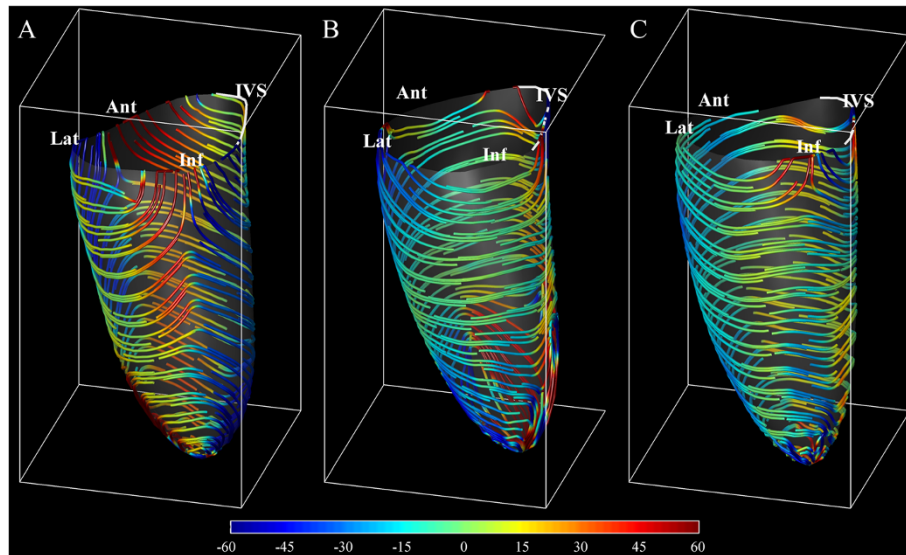 A B C
IVS
Ant
Lat
Inf
IVS
Ant
Lat
Inf
IVS
Ant
Lat
Inf
-60 -45 -30 -15 0 15 30 45 60